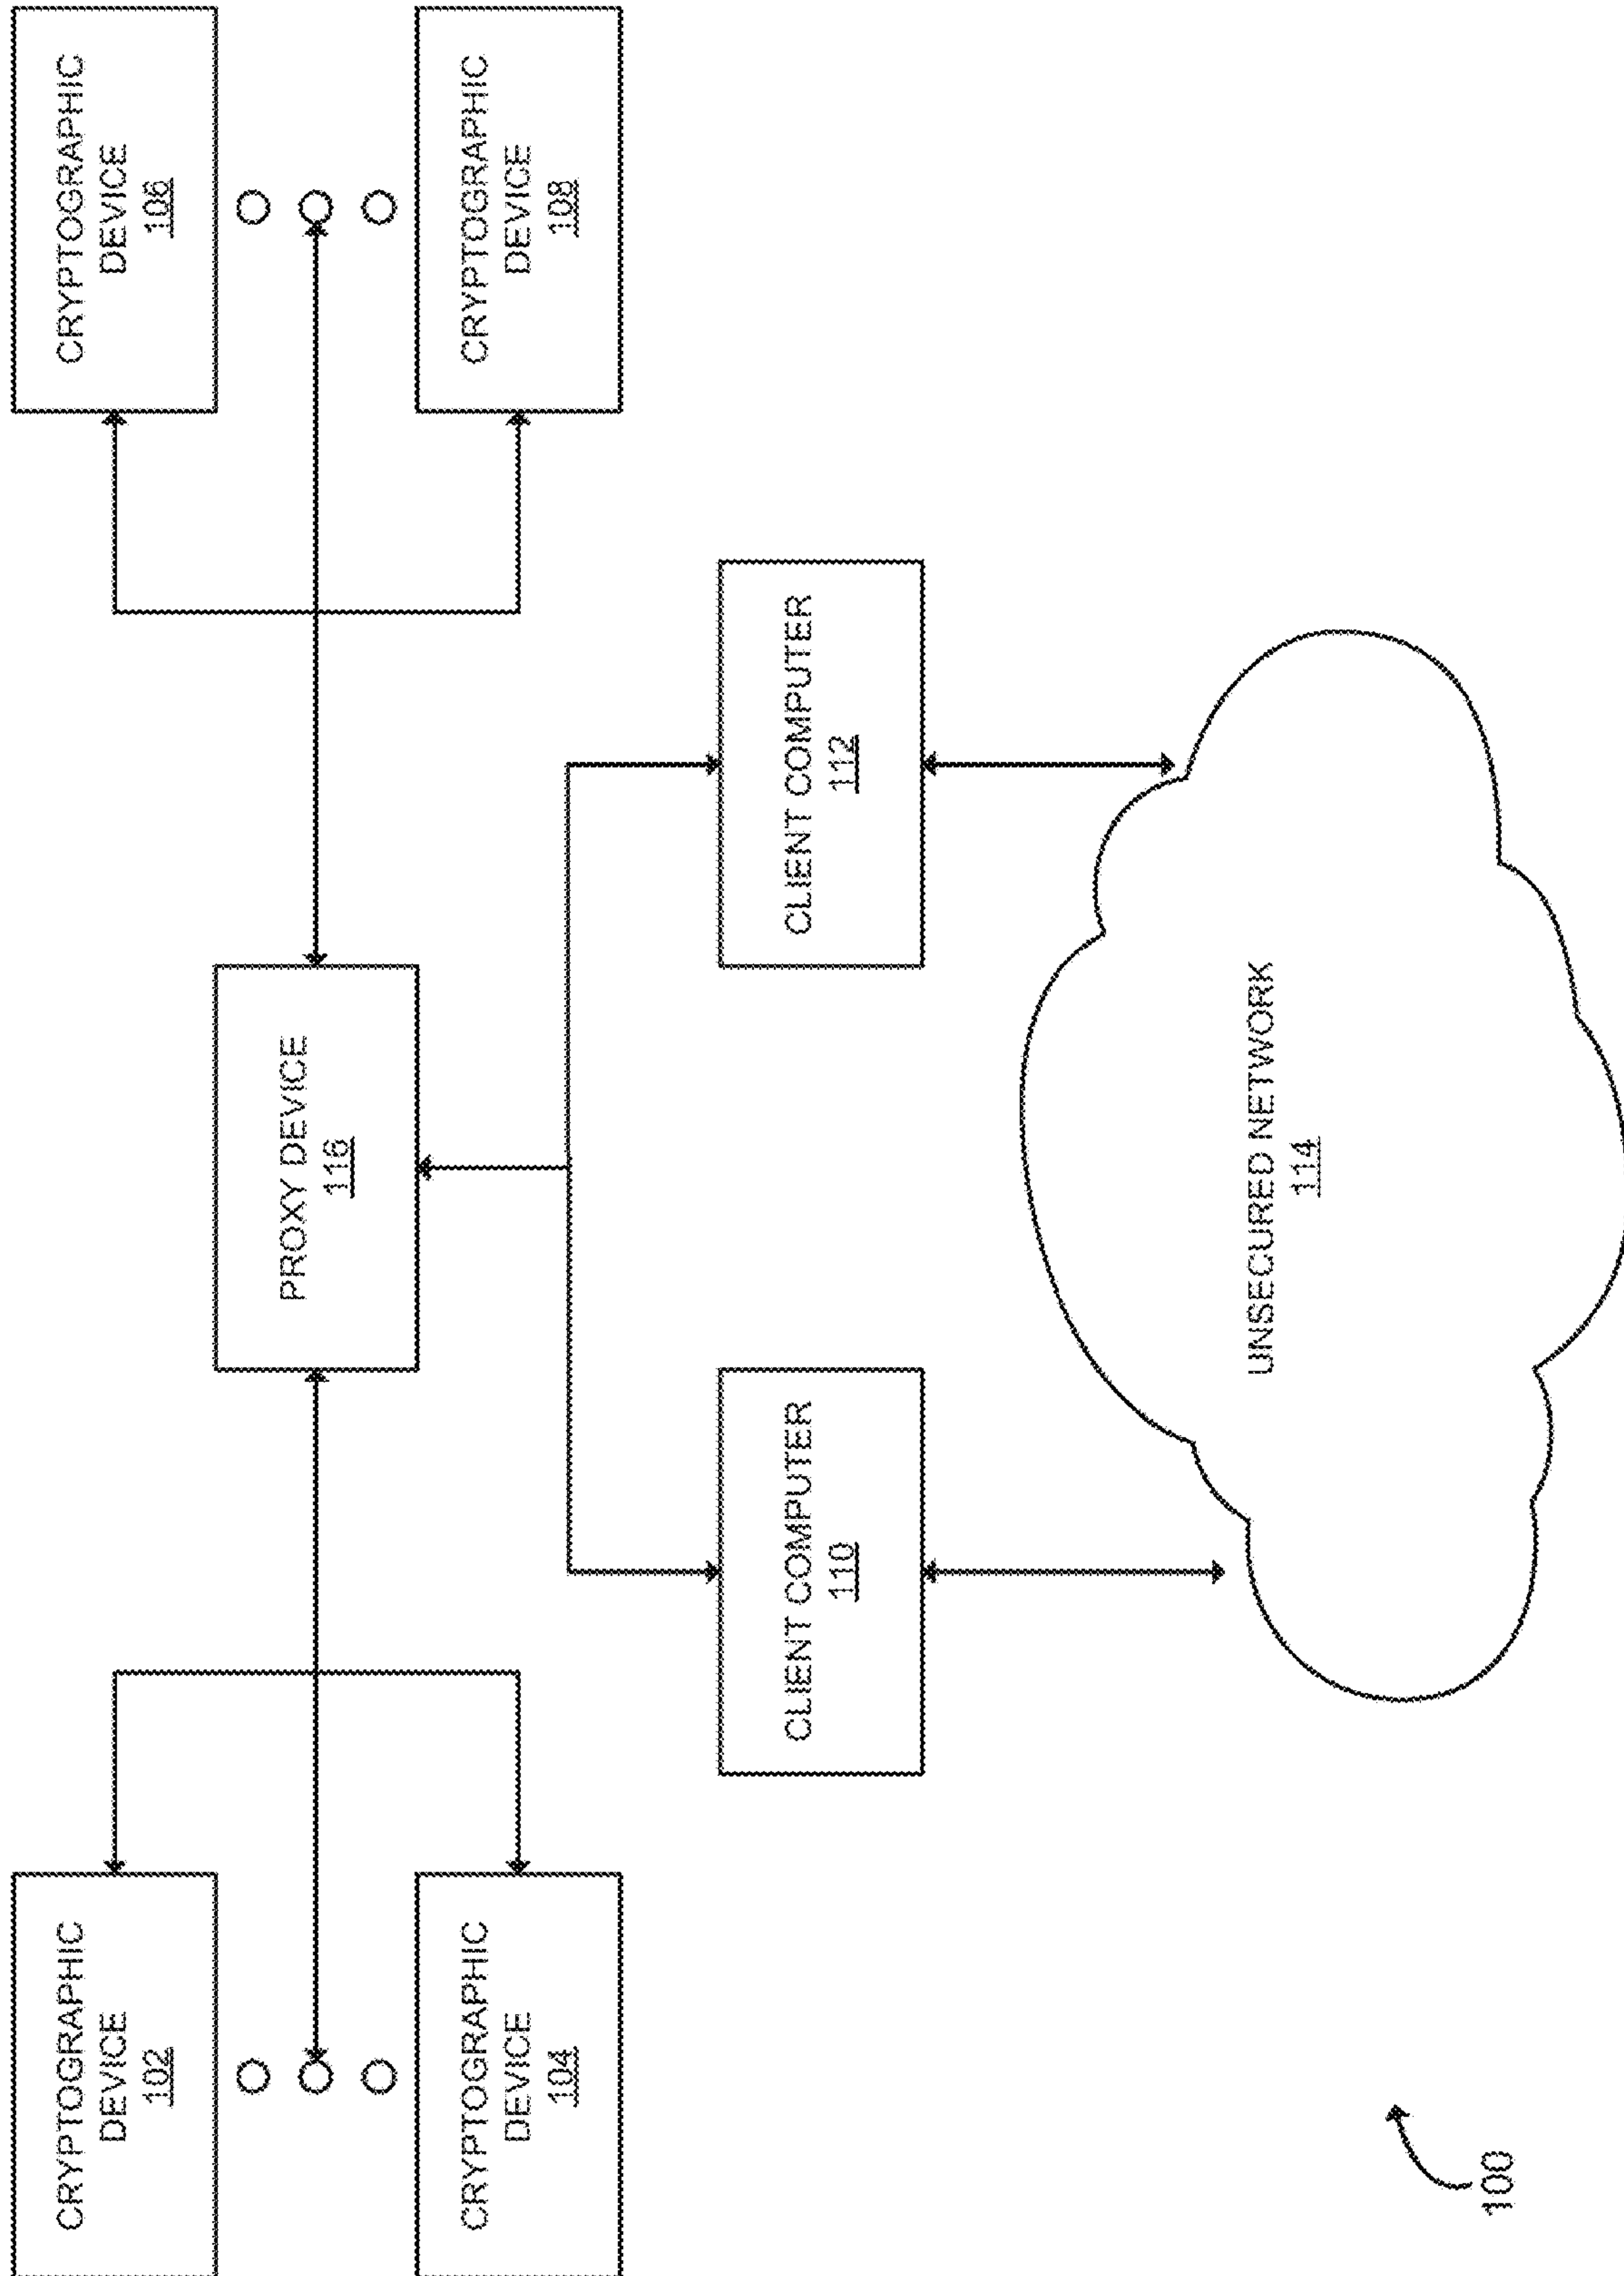 CRYPTOGRAPHIC
DEVICE
102
CRYPTOGRAPHIC
DEVICE
104
PROXY DEVICE
116
CRYPTOGRAPHIC
DEVICE
106
CRYPTOGRAPHIC
DEVICE
108
CLIENT COMPUTER
110
CLIENT COMPUTER
112
UNSECURED NETWORK
114
100